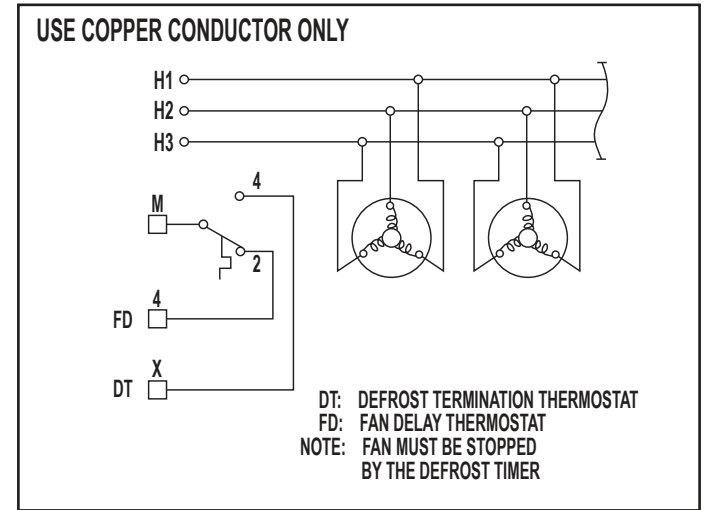 USE COPPER CONDUCTOR ONLY
H1
H2
H3
4
M
2
4
FD
X
DT
DT: DEFROST TERMINATION THERMOSTAT
FD: FAN DELAY THERMOSTAT
NOTE: FAN MUST BE STOPPED
BY THE DEFROST TIMER